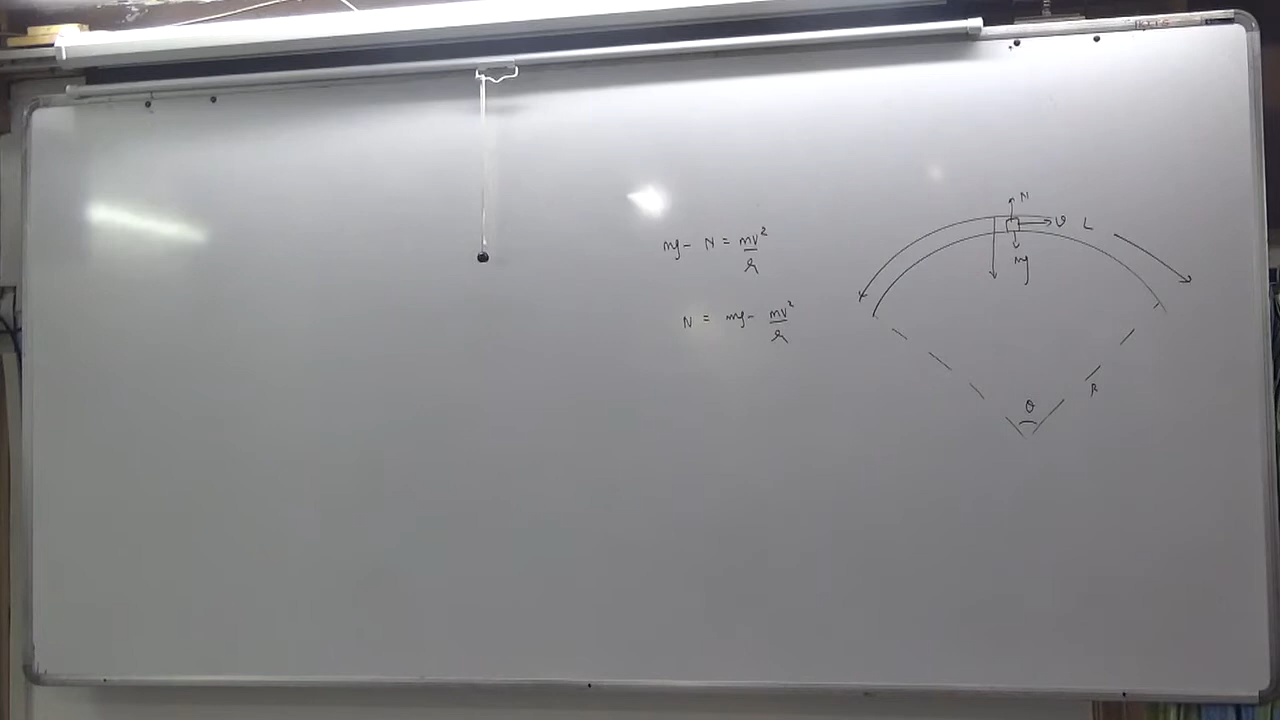 mg - N = mv²/r
N = mg - mv²/r
N
v
L
mg
θ
R